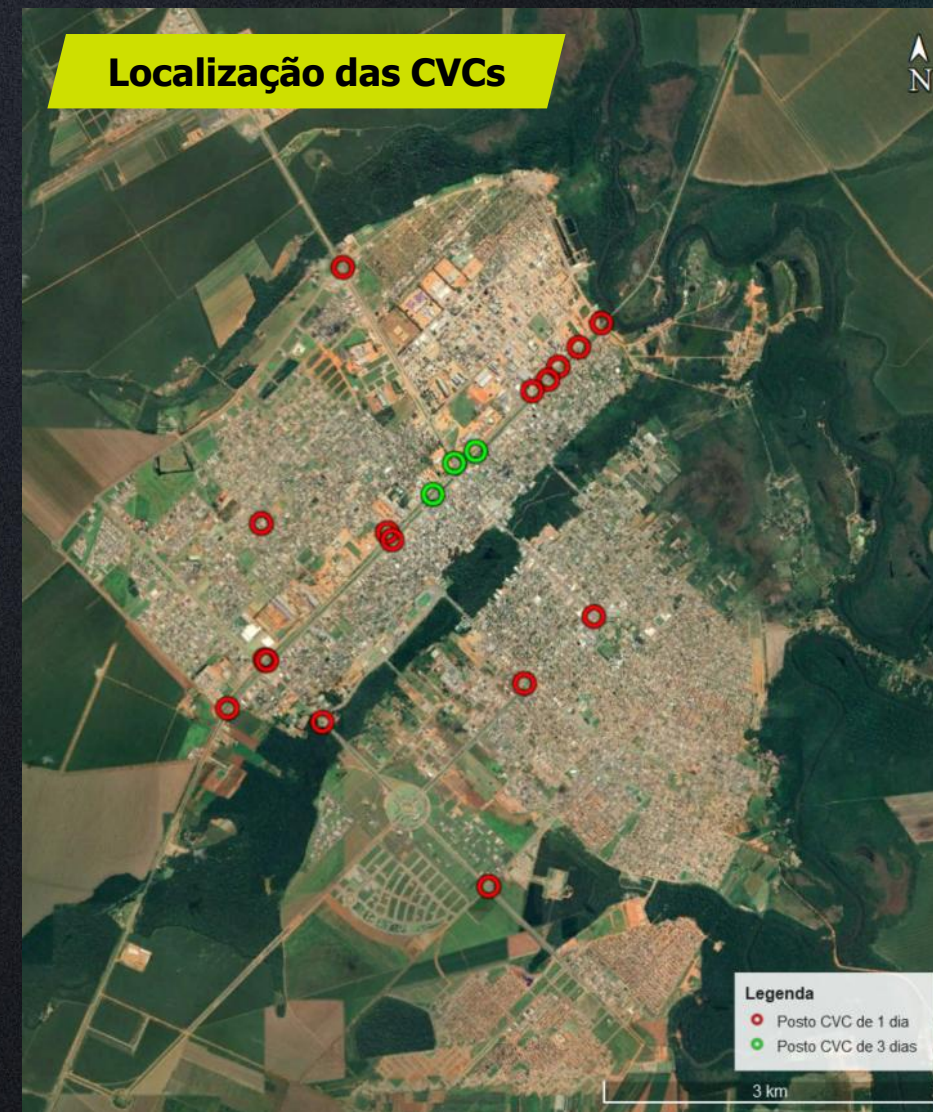 Localização das CVCs
N
Legenda
Posto CVC de 1 dia
Posto CVC de 3 dias
3 km